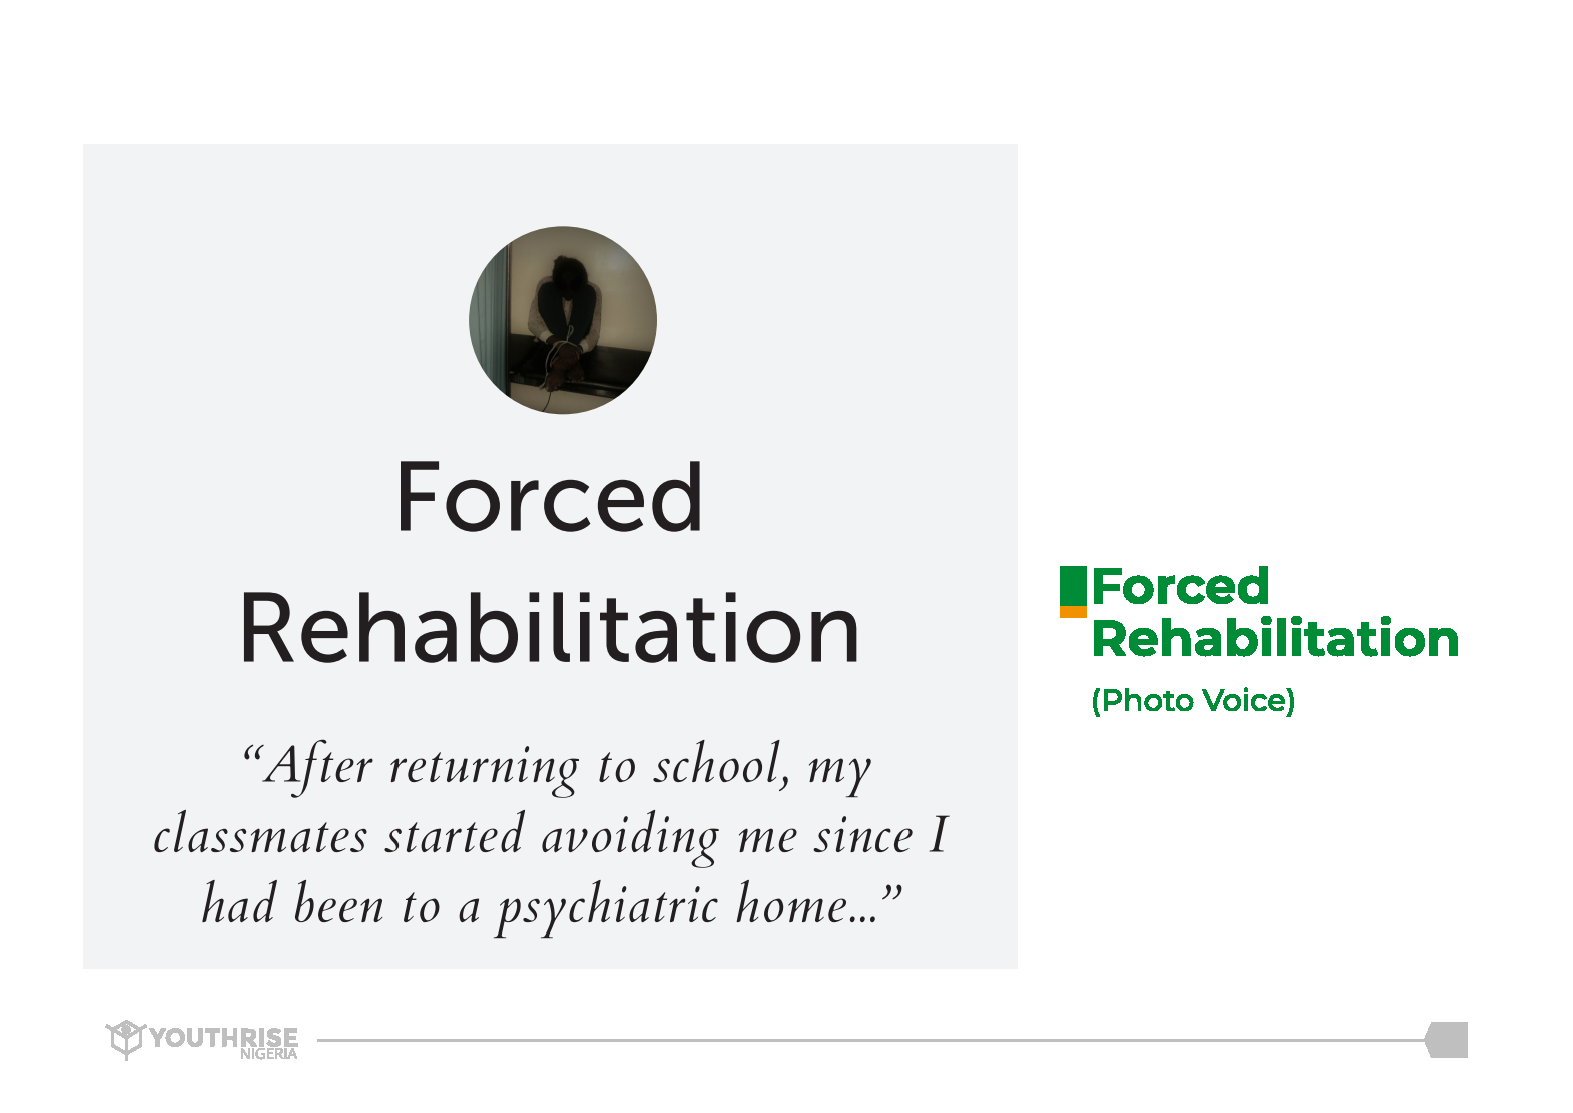 Forced
Rehabilitation
“After returning to school, my
classmates started avoiding me since I
had been to a psychiatric home...”
Forced
Rehabilitation
(Photo Voice)
YOUTHRISE
NIGERIA